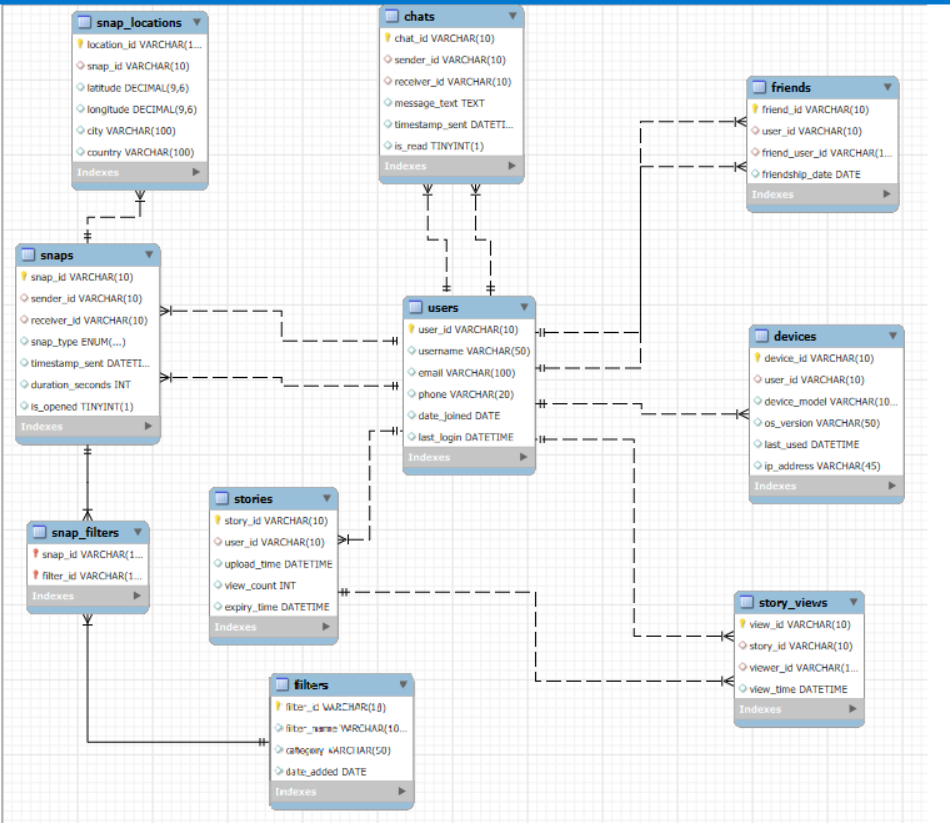 snap_locations
location_id VARCHAR(1...
snap_id VARCHAR(10)
latitude DECIMAL(9,6)
longitude DECIMAL(9,6)
city VARCHAR(100)
country VARCHAR(100)
Indexes
chats
chat_id VARCHAR(10)
sender_id VARCHAR(10)
receiver_id VARCHAR(10)
message_text TEXT
timestamp_sent DATETI...
is_read TINYINT(1)
Indexes
friends
friend_id VARCHAR(10)
user_id VARCHAR(10)
friend_user_id VARCHAR(1...
friendship_date DATE
Indexes
snaps
snap_id VARCHAR(10)
sender_id VARCHAR(10)
receiver_id VARCHAR(10)
snap_type ENUM(...)
timestamp_sent DATETI...
duration_seconds INT
is_opened TINYINT(1)
Indexes
users
user_id VARCHAR(10)
username VARCHAR(50)
email VARCHAR(100)
phone VARCHAR(20)
date_joined DATE
last_login DATETIME
Indexes
devices
device_id VARCHAR(10)
user_id VARCHAR(10)
device_model VARCHAR(10...
os_version VARCHAR(50)
last_used DATETIME
ip_address VARCHAR(45)
Indexes
stories
story_id VARCHAR(10)
user_id VARCHAR(10)
upload_time DATETIME
view_count INT
expiry_time DATETIME
Indexes
snap_filters
snap_id VARCHAR(1...
filter_id VARCHAR(1...
Indexes
story_views
view_id VARCHAR(10)
story_id VARCHAR(10)
viewer_id VARCHAR(1...
view_time DATETIME
Indexes
filters
filter_id VARCHAR(10)
filter_name VARCHAR(10...
category VARCHAR(50)
date_added DATE
Indexes